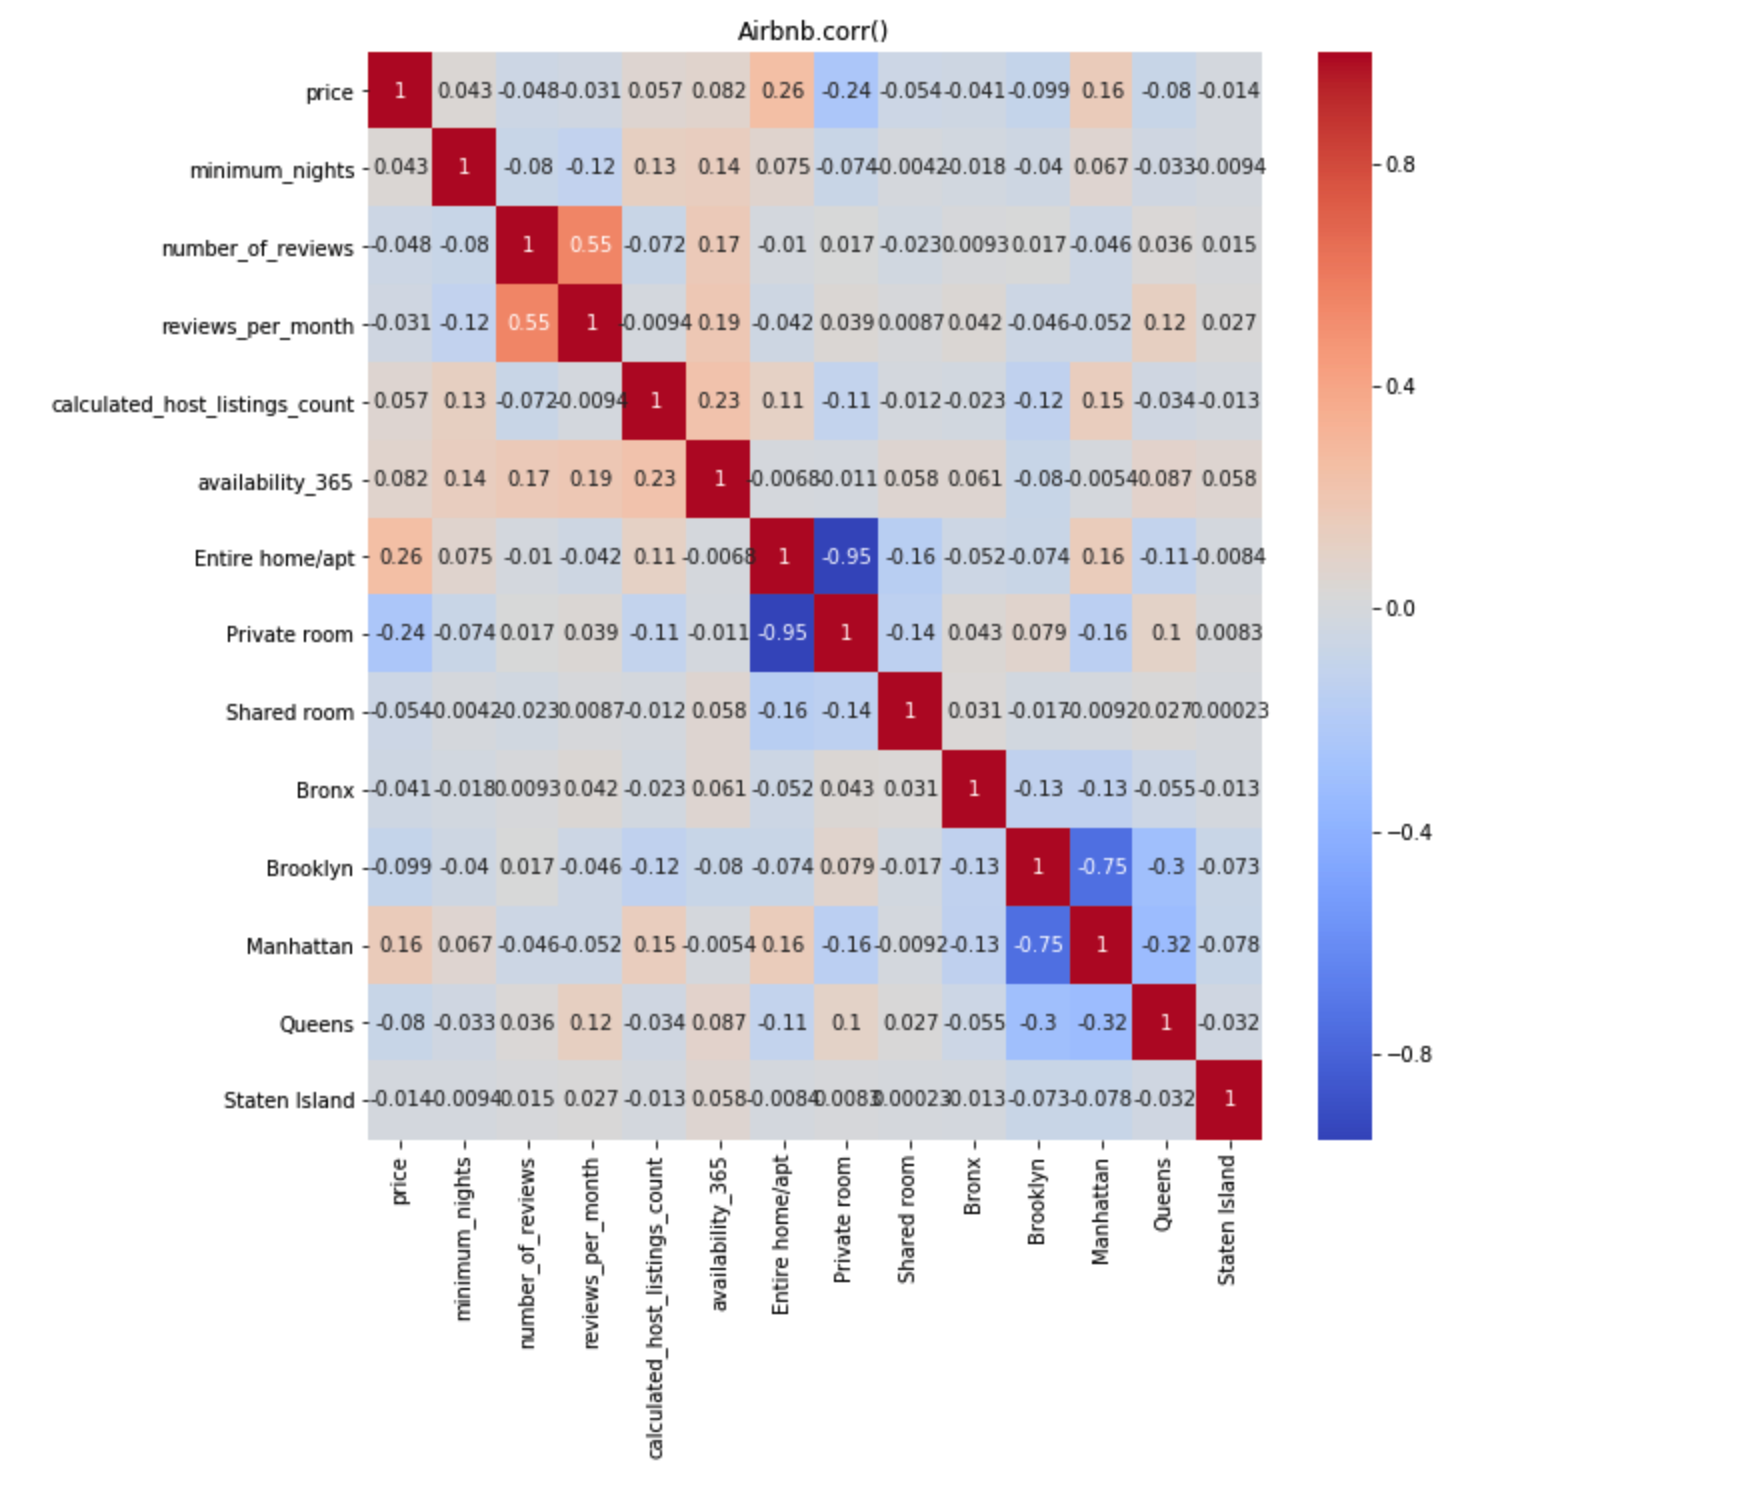 Airbnb.corr()
price 1 0.043 -0.048 -0.031 0.057 0.082 0.26 -0.24 -0.054 -0.041 -0.099 0.16 -0.08 -0.014
minimum_nights 0.043 1 -0.08 -0.12 0.13 0.14 0.075 -0.074 -0.0042 -0.018 -0.04 0.067 -0.033 -0.0094
number_of_reviews -0.048 -0.08 1 0.55 -0.072 0.17 -0.01 0.017 -0.023 0.0093 0.017 -0.046 0.036 0.015
reviews_per_month -0.031 -0.12 0.55 1 -0.0094 0.19 -0.042 0.039 0.0087 0.042 -0.046 -0.052 0.12 0.027
calculated_host_listings_count 0.057 0.13 -0.072 -0.0094 1 0.23 0.11 -0.11 -0.012 -0.023 -0.12 0.15 -0.034 -0.013
availability_365 0.082 0.14 0.17 0.19 0.23 1 -0.0068 -0.011 0.058 0.061 -0.08 -0.0054 0.087 0.058
Entire home/apt 0.26 0.075 -0.01 -0.042 0.11 -0.0068 1 -0.95 -0.16 -0.052 -0.074 0.16 -0.11 -0.0084
Private room -0.24 -0.074 0.017 0.039 -0.11 -0.011 -0.95 1 -0.14 0.043 0.079 -0.16 0.1 0.0083
Shared room -0.054 -0.0042 -0.023 0.0087 -0.012 0.058 -0.16 -0.14 1 0.031 -0.017 -0.0092 0.027 0.00023
Bronx -0.041 -0.018 0.0093 0.042 -0.023 0.061 -0.052 0.043 0.031 1 -0.13 -0.13 -0.055 -0.013
Brooklyn -0.099 -0.04 0.017 -0.046 -0.12 -0.08 -0.074 0.079 -0.017 -0.13 1 -0.75 -0.3 -0.073
Manhattan 0.16 0.067 -0.046 -0.052 0.15 -0.0054 0.16 -0.16 -0.0092 -0.13 -0.75 1 -0.32 -0.078
Queens -0.08 -0.033 0.036 0.12 -0.034 0.087 -0.11 0.1 0.027 -0.055 -0.3 -0.32 1 -0.032
Staten Island -0.014 -0.0094 0.015 0.027 -0.013 0.058 -0.0084 0.0083 0.00023 -0.013 -0.073 -0.078 -0.032 1
price
minimum_nights
number_of_reviews
reviews_per_month
calculated_host_listings_count
availability_365
Entire home/apt
Private room
Shared room
Bronx
Brooklyn
Manhattan
Queens
Staten Island
0.8
0.4
0.0
−0.4
−0.8